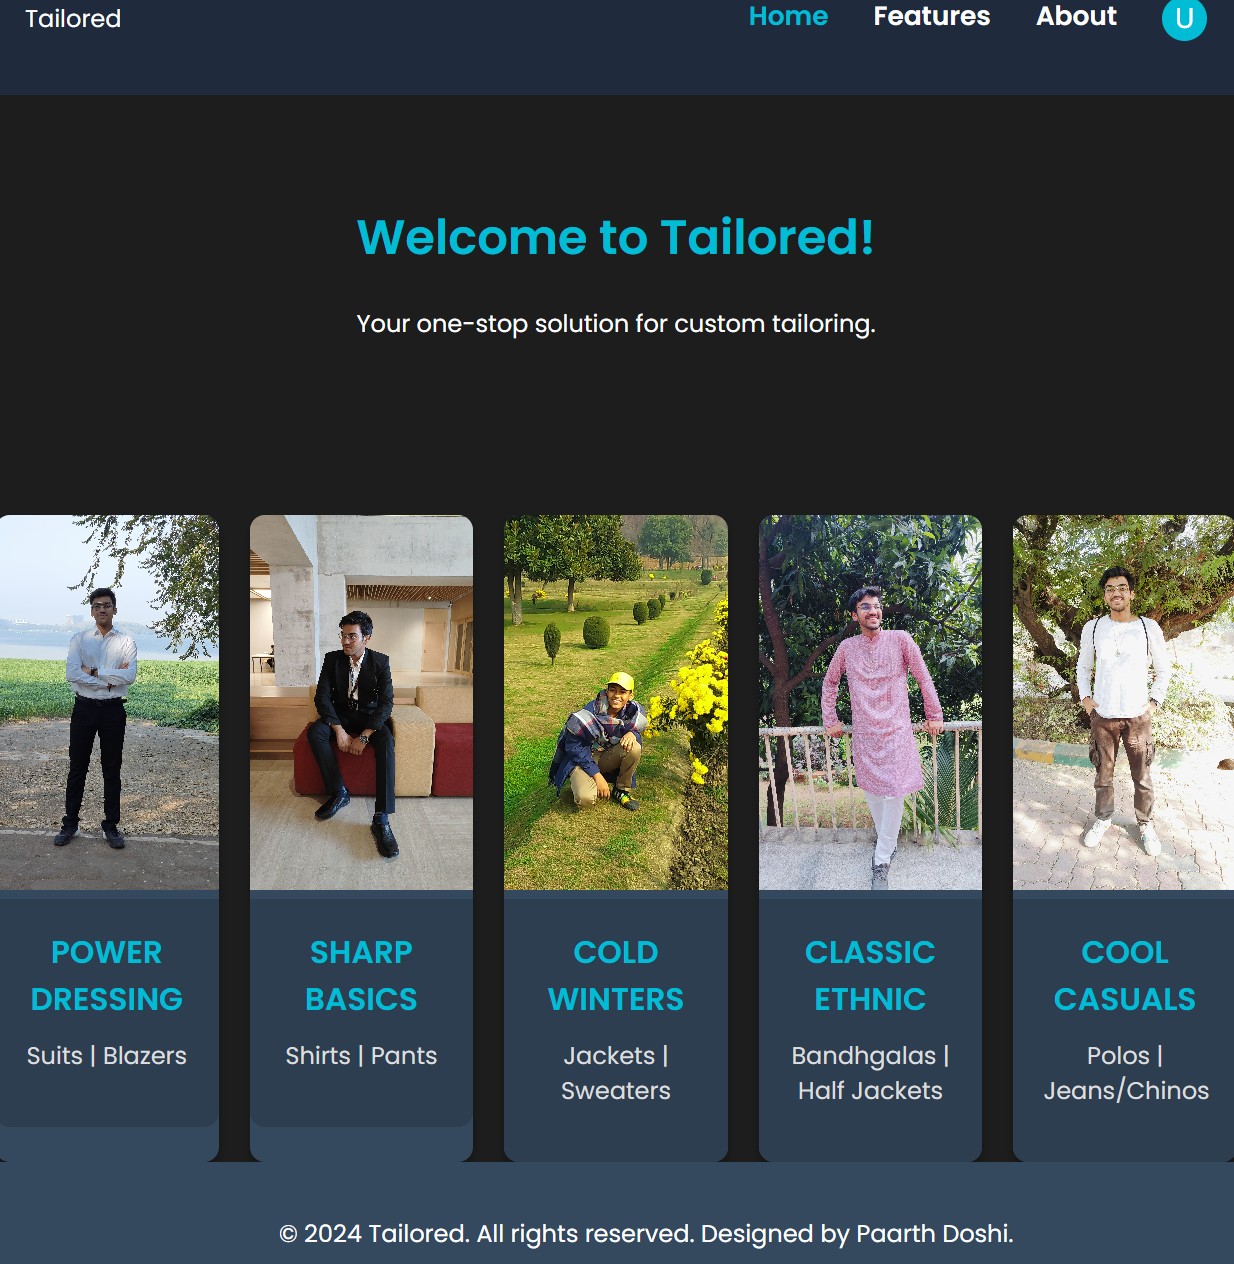 Tailored
Home Features About U
Welcome to Tailored!
Your one-stop solution for custom tailoring.
POWER
DRESSING
Suits | Blazers
SHARP
BASICS
Shirts | Pants
COLD
WINTERS
Jackets |
Sweaters
CLASSIC
ETHNIC
Bandhgalas |
Half Jackets
COOL
CASUALS
Polos |
Jeans/Chinos
© 2024 Tailored. All rights reserved. Designed by Paarth Doshi.